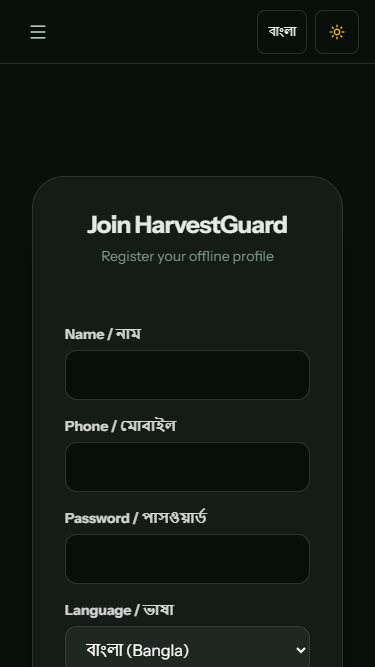 বাংলা
Join HarvestGuard
Register your offline profile
Name / নাম
Phone / মোবাইল
Password / পাসওয়ার্ড
Language / ভাষা
বাংলা (Bangla)